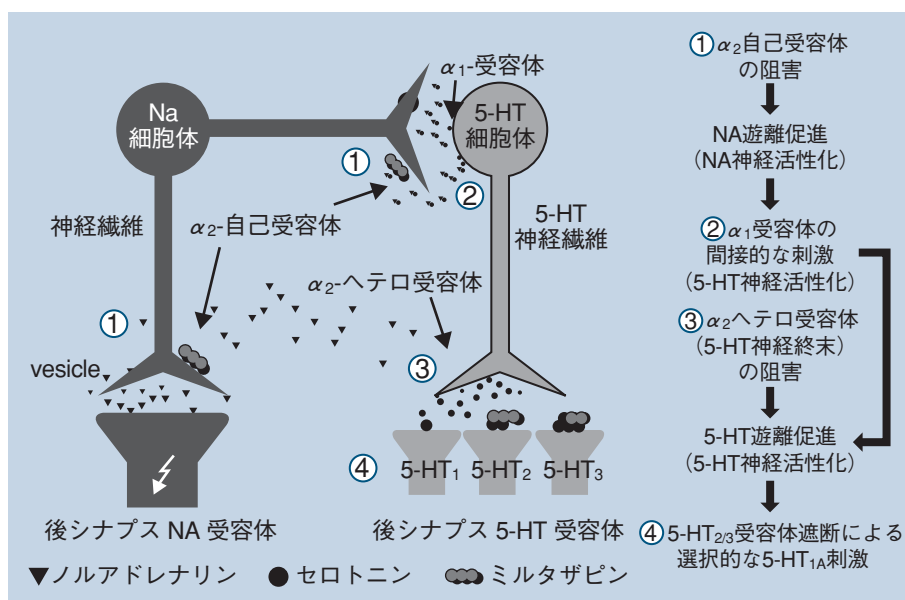 α1-受容体
Na
細胞体
5-HT
細胞体
①
②
神経繊維
α2-自己受容体
5-HT
神経繊維
α2-ヘテロ受容体
①
③
vesicle
④
5-HT1
5-HT2
5-HT3
後シナプス NA 受容体
後シナプス 5-HT 受容体
▼ノルアドレナリン
●セロトニン
ミルタザピン
①α2自己受容体
の阻害
NA遊離促進
（NA神経活性化）
②α1受容体の
間接的な刺激
（5-HT神経活性化）
③α2ヘテロ受容体
（5-HT神経終末）
の阻害
5-HT遊離促進
（5-HT神経活性化）
④5-HT2/3受容体遮断による
選択的な5-HT1A刺激